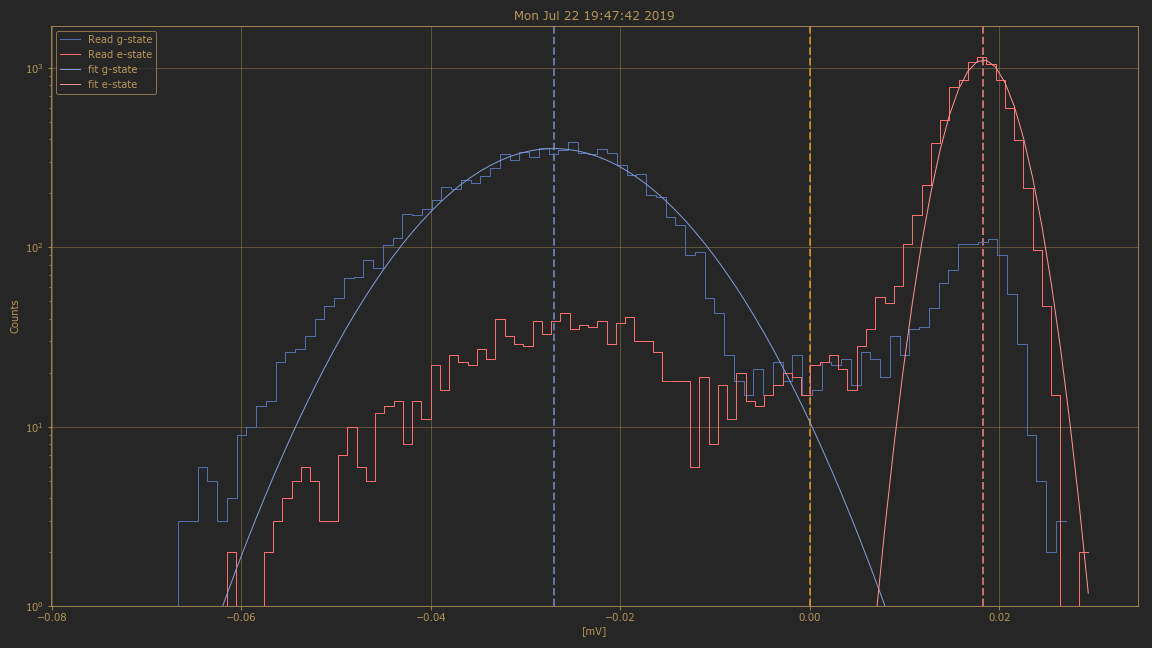 Mon Jul 22 19:47:42 2019
Read g-state
Read e-state
fit g-state
fit e-state
10³
10²
10¹
10⁰
Counts
−0.08 −0.06 −0.04 −0.02 0.00 0.02
[mV]